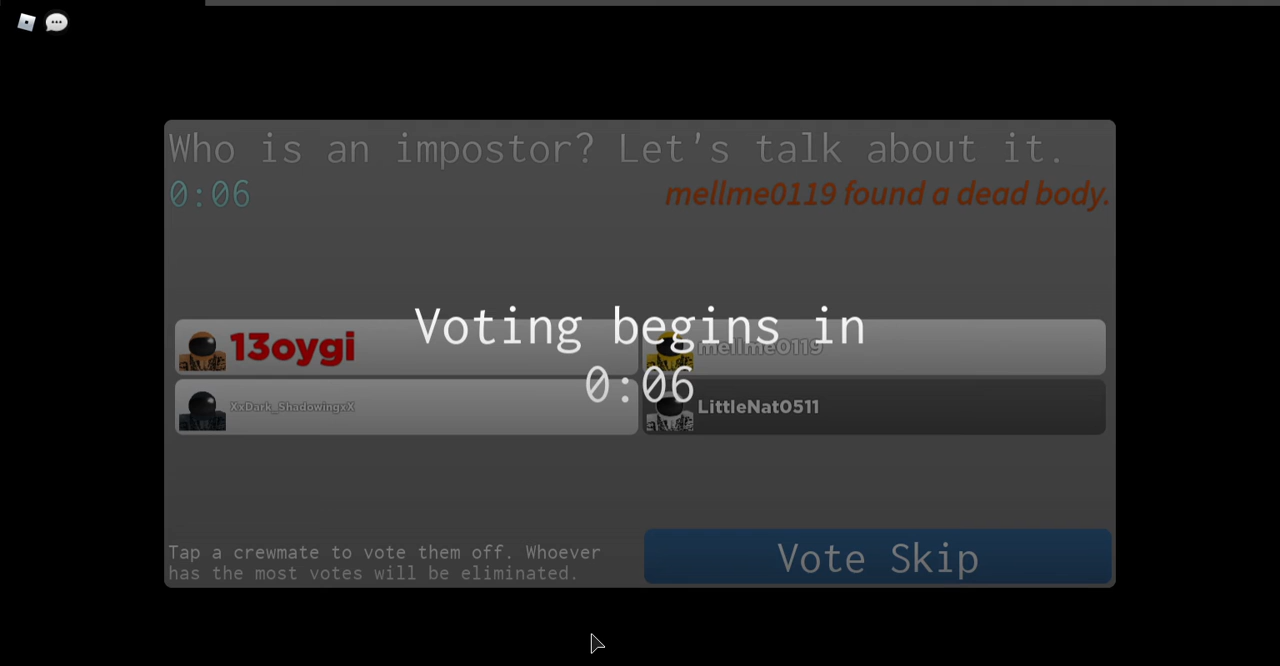 Who is an impostor? Let's talk about it.
0:06
mellme0119 found a dead body.
Voting begins in
0:06
13oygi
mellme0119
XxDark_ShadowingxX
LittleNat0511
Tap a crewmate to vote them off. Whoever
has the most votes will be eliminated.
Vote Skip